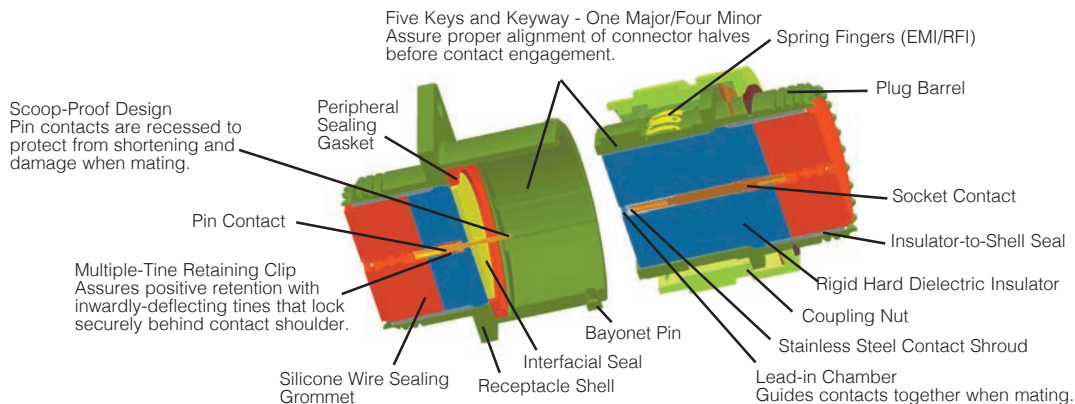 Five Keys and Keyway - One Major/Four Minor
Assure proper alignment of connector halves
before contact engagement.
Spring Fingers (EMI/RFI)
Plug Barrel
Scoop-Proof Design
Pin contacts are recessed to
protect from shortening and
damage when mating.
Peripheral
Sealing
Gasket
Pin Contact
Socket Contact
Insulator-to-Shell Seal
Multiple-Tine Retaining Clip
Assures positive retention with
inwardly-deflecting tines that lock
securely behind contact shoulder.
Rigid Hard Dielectric Insulator
Coupling Nut
Bayonet Pin
Stainless Steel Contact Shroud
Interfacial Seal
Silicone Wire Sealing
Grommet
Receptacle Shell
Lead-in Chamber
Guides contacts together when mating.